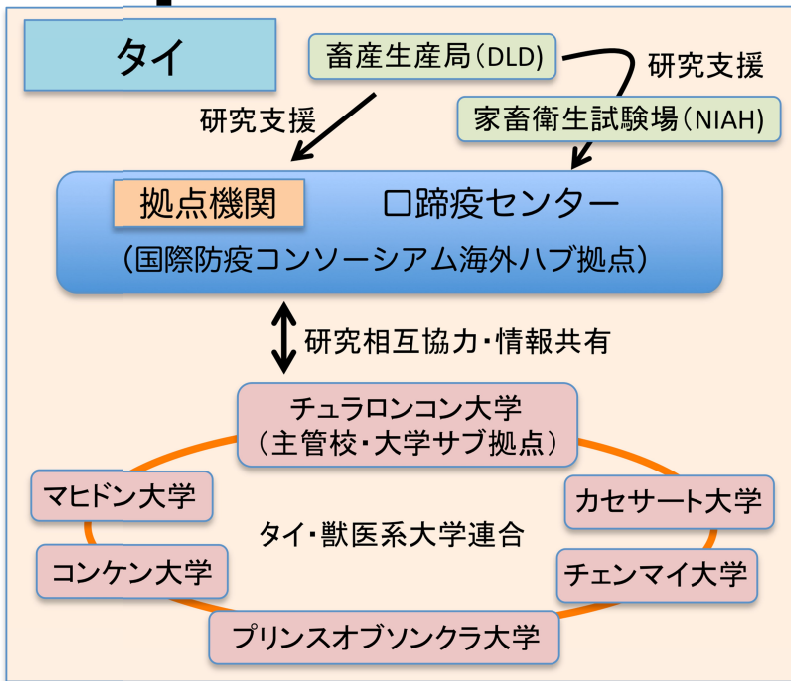 タイ
畜産生産局(DLD)
研究支援
研究支援
家畜衛生試験場(NIAH)
拠点機関
口蹄疫センター
(国際防疫コンソーシアム海外ハブ拠点)
研究相互協力・情報共有
チュラロンコン大学
(主管校・大学サブ拠点)
マヒドン大学
カセサート大学
タイ・獣医系大学連合
コンケン大学
チェンマイ大学
プリンスオブソンクラ大学